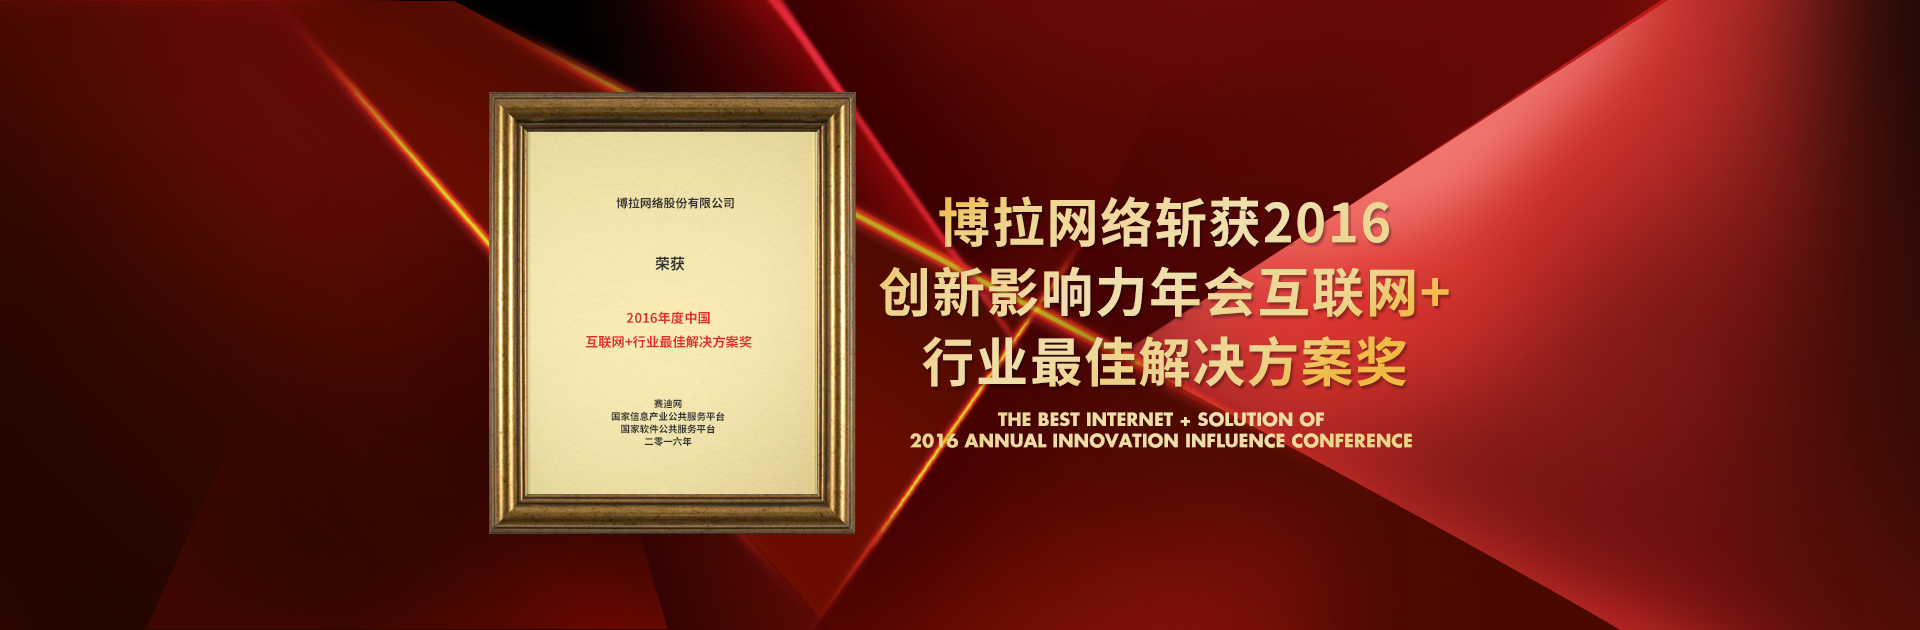 博拉网络股份有限公司
荣获
2016年度中国
互联网+行业最佳解决方案奖
赛迪网
国家信息产业公共服务平台
国家软件公共服务平台
二零一六年
博拉网络斩获2016
创新影响力年会互联网+
行业最佳解决方案奖
THE BEST INTERNET + SOLUTION OF
2016 ANNUAL INNOVATION INFLUENCE CONFERENCE